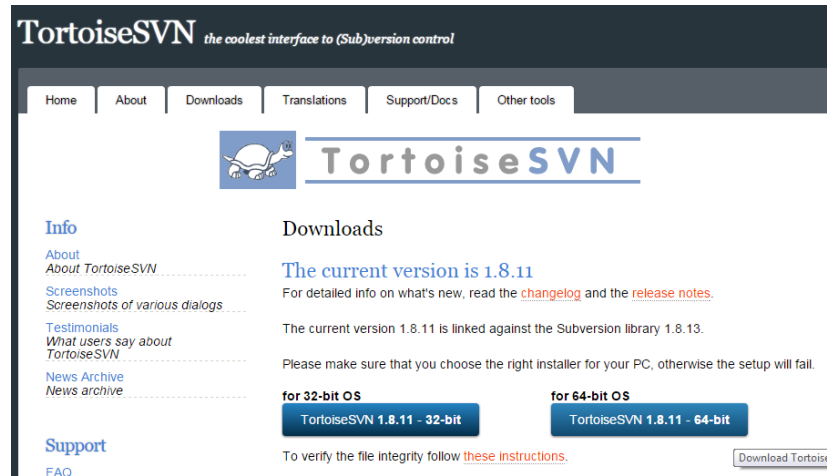 TortoiseSVN the coolest interface to (Sub)version control
Home About Downloads Translations Support/Docs Other tools
TortoiseSVN
Info
About
About TortoiseSVN
Screenshots
Screenshots of various dialogs
Testimonials
What users say about
TortoiseSVN
News Archive
News archive
Support
FAQ
Downloads
The current version is 1.8.11
For detailed info on what's new, read the changelog and the release notes.
The current version 1.8.11 is linked against the Subversion library 1.8.13.
Please make sure that you choose the right installer for your PC, otherwise the setup will fail.
for 32-bit OS
TortoiseSVN 1.8.11 - 32-bit
for 64-bit OS
TortoiseSVN 1.8.11 - 64-bit
To verify the file integrity follow these instructions.
Download Tortoise